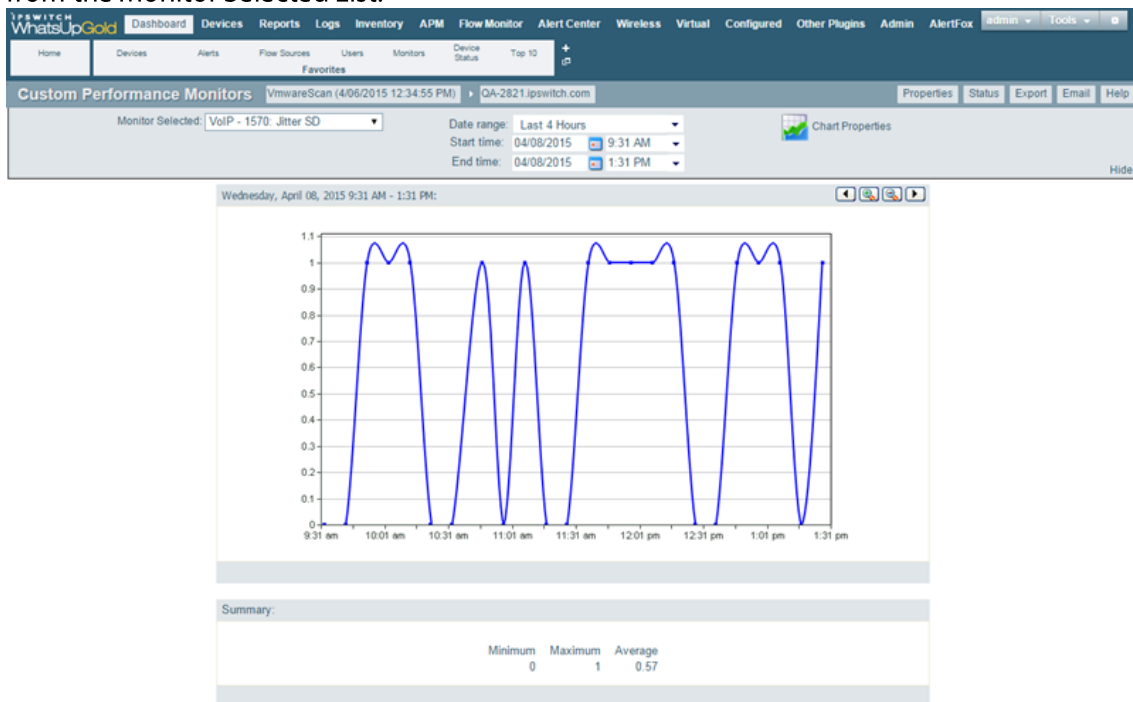 from the Monitor Selected List.
IPSWITCH
WhatsUpGold Dashboard Devices Reports Logs Inventory APM Flow Monitor Alert Center Wireless Virtual Configured Other Plugins Admin AlertFox admin Tools
Home Devices Alerts Flow Sources Users Monitors Device Status Top 10 +
Favorites
Custom Performance Monitors VmwareScan (4/06/2015 12:34:55 PM) QA-2821.ipswitch.com Properties Status Export Email Help
Monitor Selected: VoIP - 1570: Jitter SD Date range: Last 4 Hours Chart Properties
Start time: 04/08/2015 9:31 AM
End time: 04/08/2015 1:31 PM
Hide
Wednesday, April 08, 2015 9:31 AM - 1:31 PM:
1.1
1
0.9
0.8
0.7
0.6
0.5
0.4
0.3
0.2
0.1
0
9:31 am 10:01 am 10:31 am 11:01 am 11:31 am 12:01 pm 12:31 pm 1:01 pm 1:31 pm
Summary:
Minimum Maximum Average
0 1 0.57